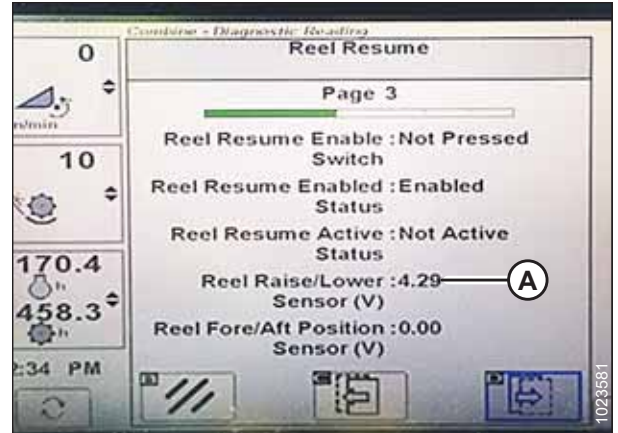 Combine - Diagnostic Reading
Reel Resume
0
Page 3
Reel Resume Enable : Not Pressed
Switch
10
Reel Resume Enabled : Enabled
Status
Reel Resume Active : Not Active
Status
170.4
h
Reel Raise/Lower : 4.29
Sensor (V)
A
458.3
h
Reel Fore/Aft Position : 0.00
Sensor (V)
:34 PM
1023581